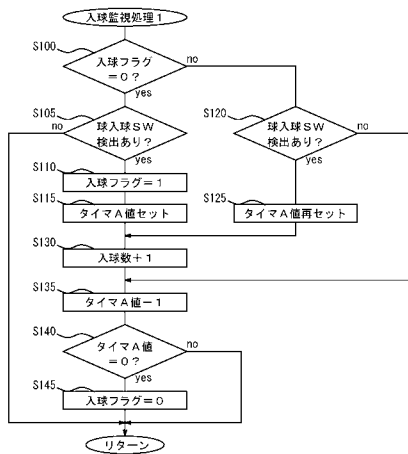 入球監視処理１
S100
入球フラグ
＝０？
no
yes
S105
no
球入球ＳＷ
検出あり？
yes
S120
球入球ＳＷ
検出あり？
no
yes
S110
入球フラグ＝１
S115
タイマＡ値セット
S125
タイマＡ値再セット
S130
入球数＋１
S135
タイマＡ値－１
S140
タイマＡ値
＝０？
no
yes
S145
入球フラグ＝０
リターン